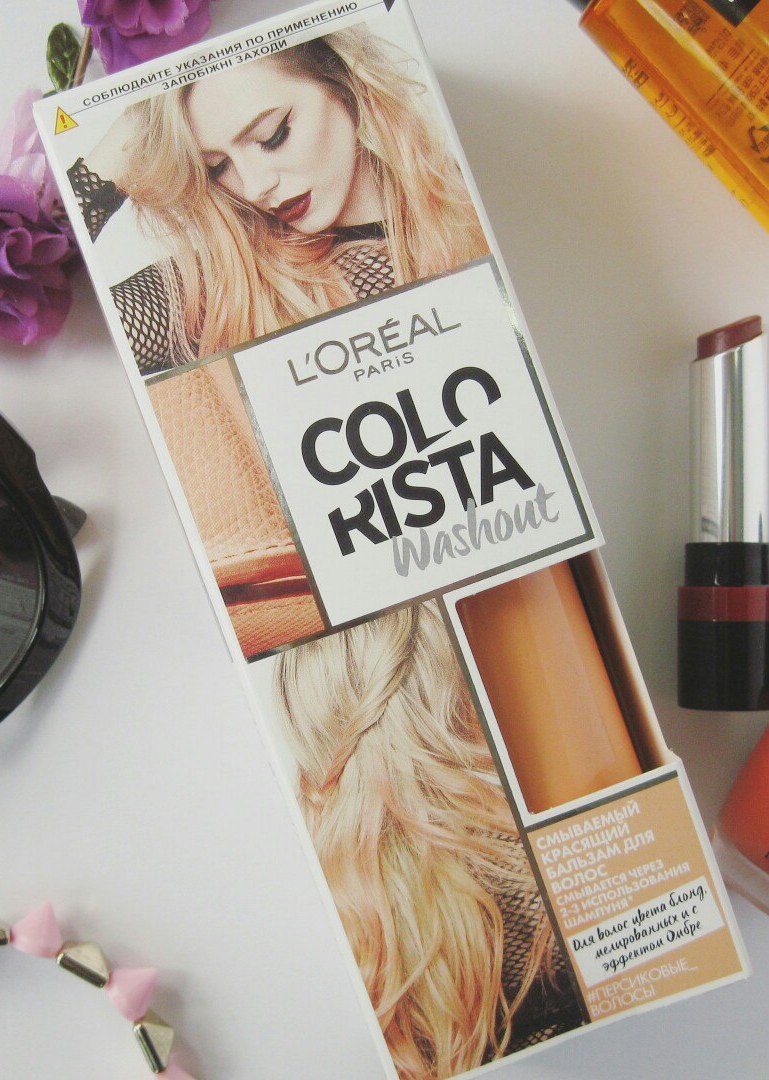 СОБЛЮДАЙТЕ УКАЗАНИЯ ПО ПРИМЕНЕНИЮ
ЗАПОБІЖНІ ЗАХОДИ
L'ORÉAL
PARIS
COLO
RISTA
Washout
СМЫВАЕМЫЙ
КРАСЯЩИЙ
БАЛЬЗАМ ДЛЯ
ВОЛОС
СМЫВАЕТСЯ ЧЕРЕЗ
2-3 ИСПОЛЬЗОВАНИЯ
ШАМПУНЯ*
Для волос цвета блонд,
мелированных и с
эффектом Омбре
#ПЕРСИКОВЫЕ_
ВОЛОСЫ